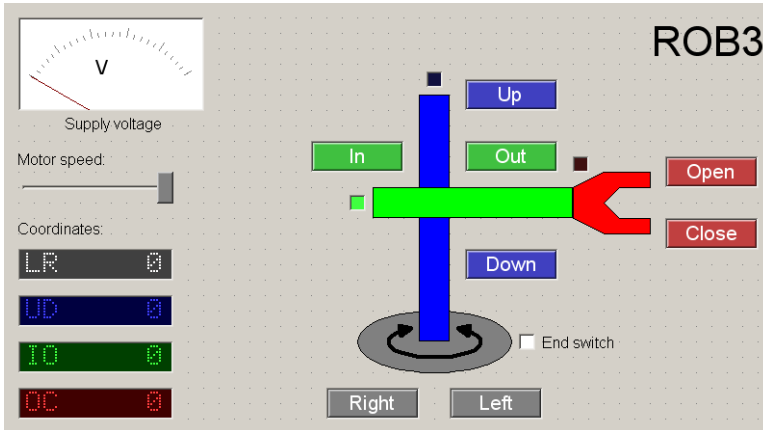 ROB3
V
Supply voltage
Motor speed:
Coordinates:
LR 0
UD 0
IO 0
OC 0
Up
In
Out
Open
Close
Down
End switch
Right
Left